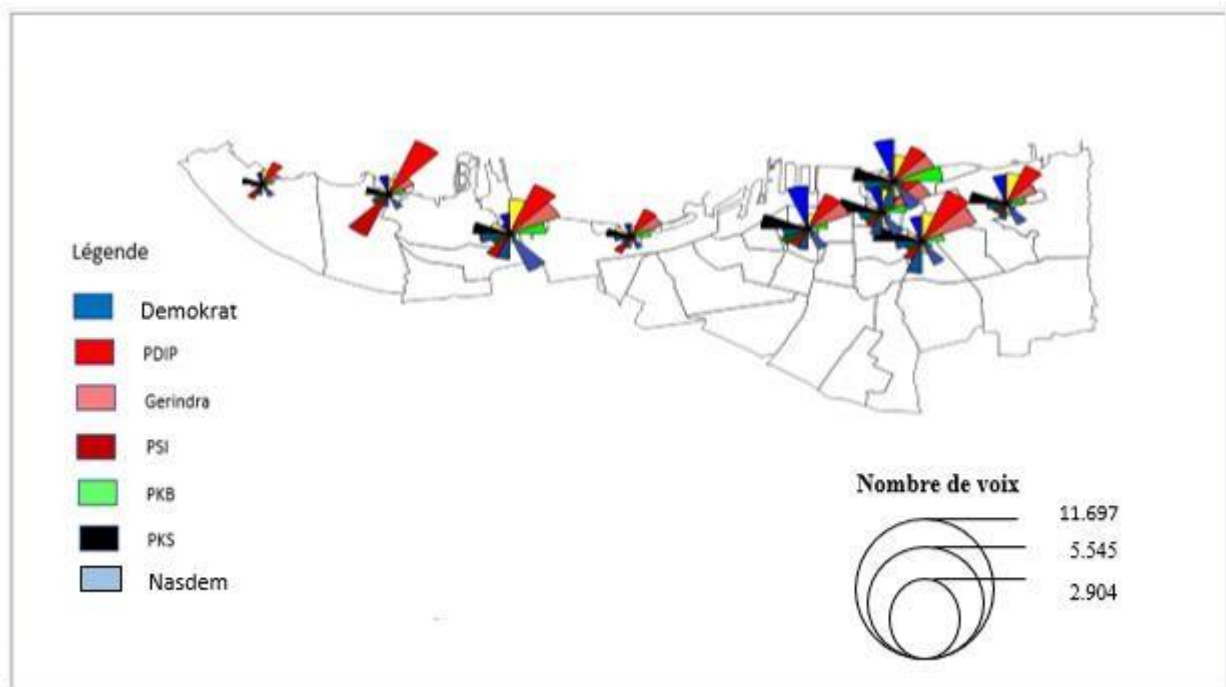 Légende
Demokrat
PDIP
Gerindra
PSI
PKB
PKS
Nasdem
Nombre de voix
11.697
5.545
2.904